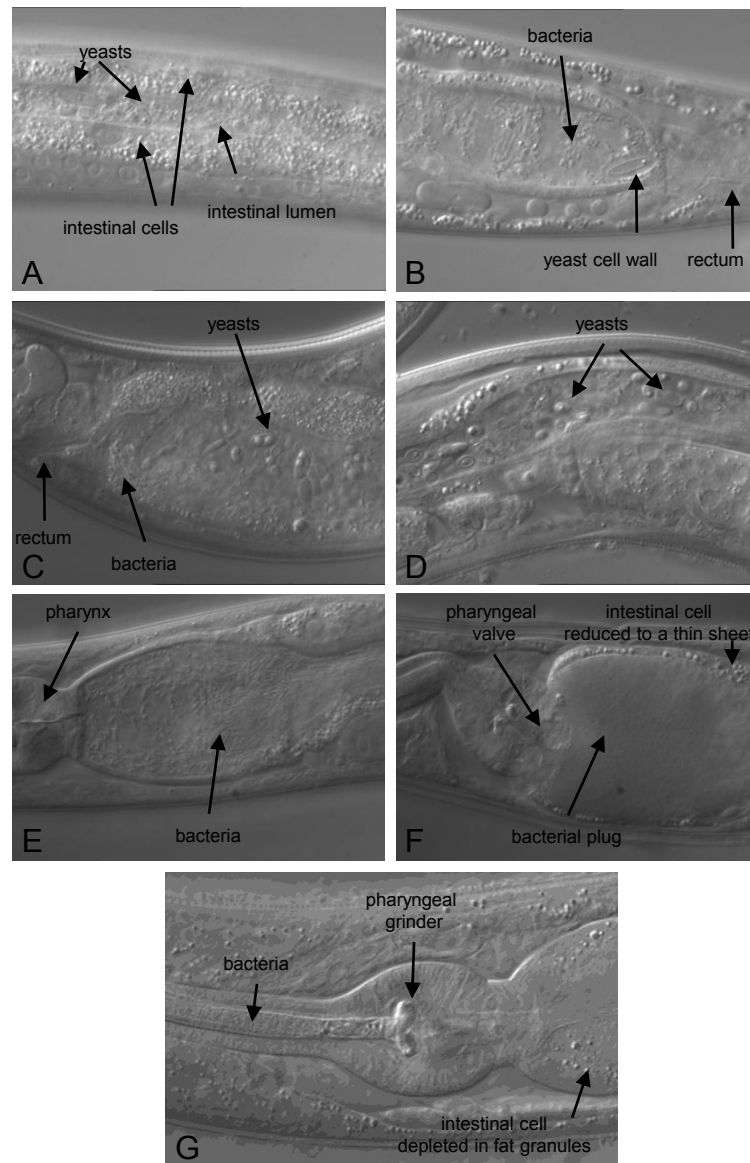 yeasts
intestinal cells
intestinal lumen
A
bacteria
yeast cell wall
rectum
B
yeasts
rectum
bacteria
C
yeasts
D
pharynx
bacteria
E
pharyngeal
valve
intestinal cell
reduced to a thin sheet
bacterial plug
F
pharyngeal
grinder
bacteria
intestinal cell
depleted in fat granules
G